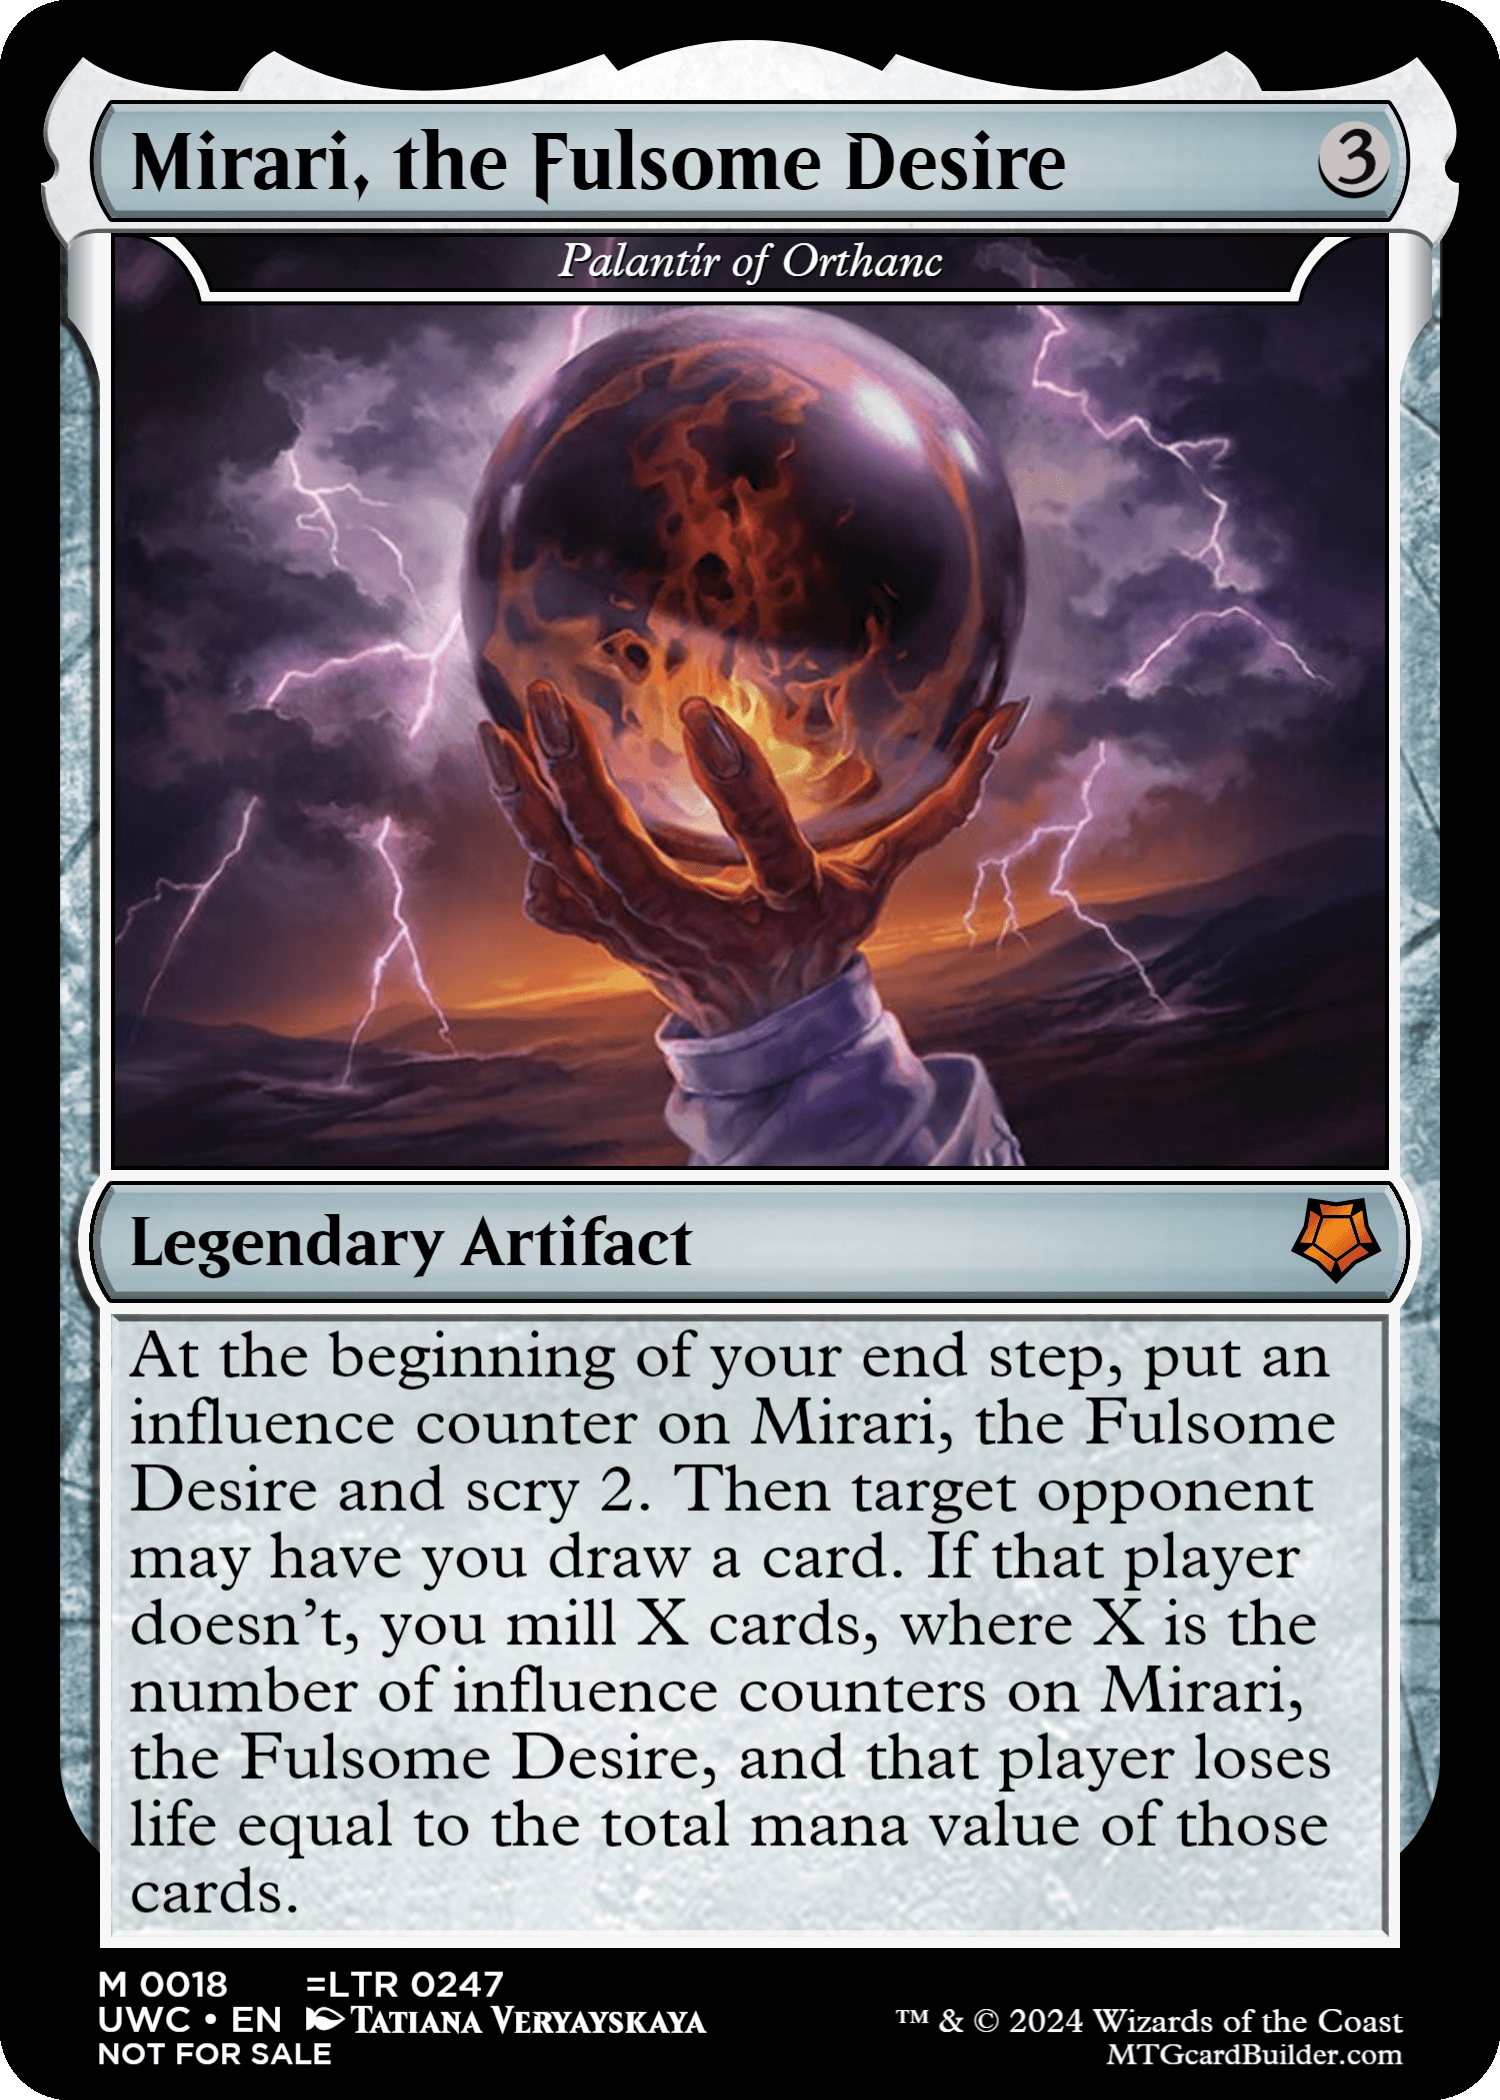 Mirari, the Fulsome Desire 3
Palantír of Orthanc
Legendary Artifact
At the beginning of your end step, put an
influence counter on Mirari, the Fulsome
Desire and scry 2. Then target opponent
may have you draw a card. If that player
doesn't, you mill X cards, where X is the
number of influence counters on Mirari,
the Fulsome Desire, and that player loses
life equal to the total mana value of those
cards.
M 0018 =LTR 0247
UWC • EN Tatiana Veryayskaya
NOT FOR SALE
™ & © 2024 Wizards of the Coast
MTGcardBuilder.com